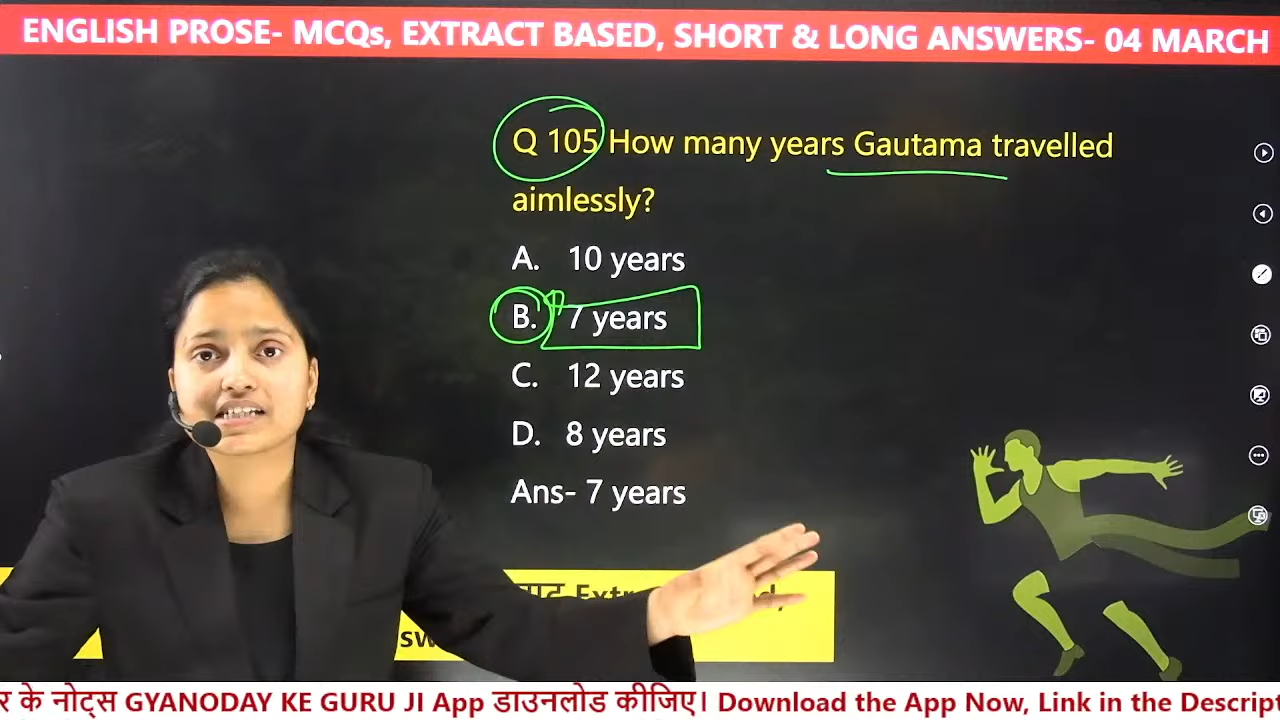 ENGLISH PROSE- MCQs, EXTRACT BASED, SHORT & LONG ANSWERS- 04 MARCH
Q 105 How many years Gautama travelled
aimlessly?
A. 10 years
B. 7 years
C. 12 years
D. 8 years
Ans- 7 years
र के नोट्स GYANODAY KE GURU JI App डाउनलोड कीजिए। Download the App Now, Link in the Descript